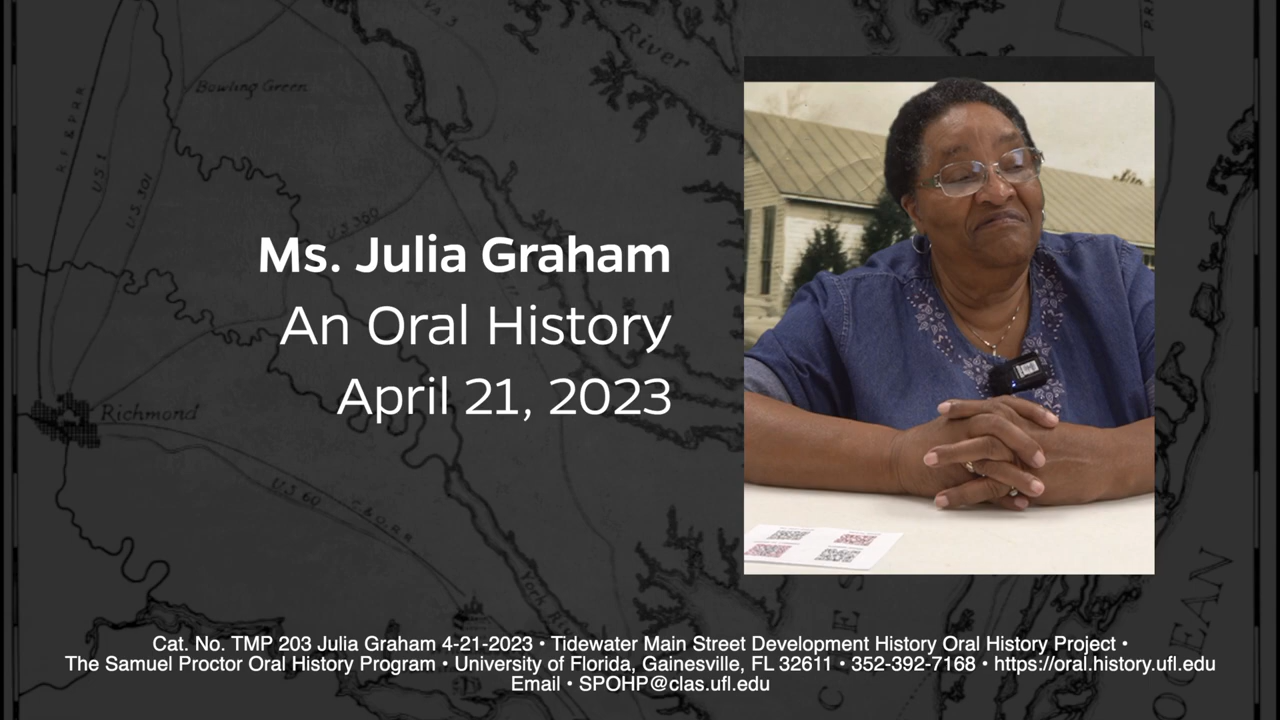 VA. 3
River
Bowling Green
R F & P R R
U.S. 1
U.S. 301
U.S. 360
Ms. Julia Graham
An Oral History
April 21, 2023
Richmond
U.S 60
C & O. R R
York
OCEAN
Cat. No. TMP 203 Julia Graham 4-21-2023 • Tidewater Main Street Development History Oral History Project •
The Samuel Proctor Oral History Program • University of Florida, Gainesville, FL 32611 • 352-392-7168 • https://oral.history.ufl.edu
Email • SPOHP@clas.ufl.edu